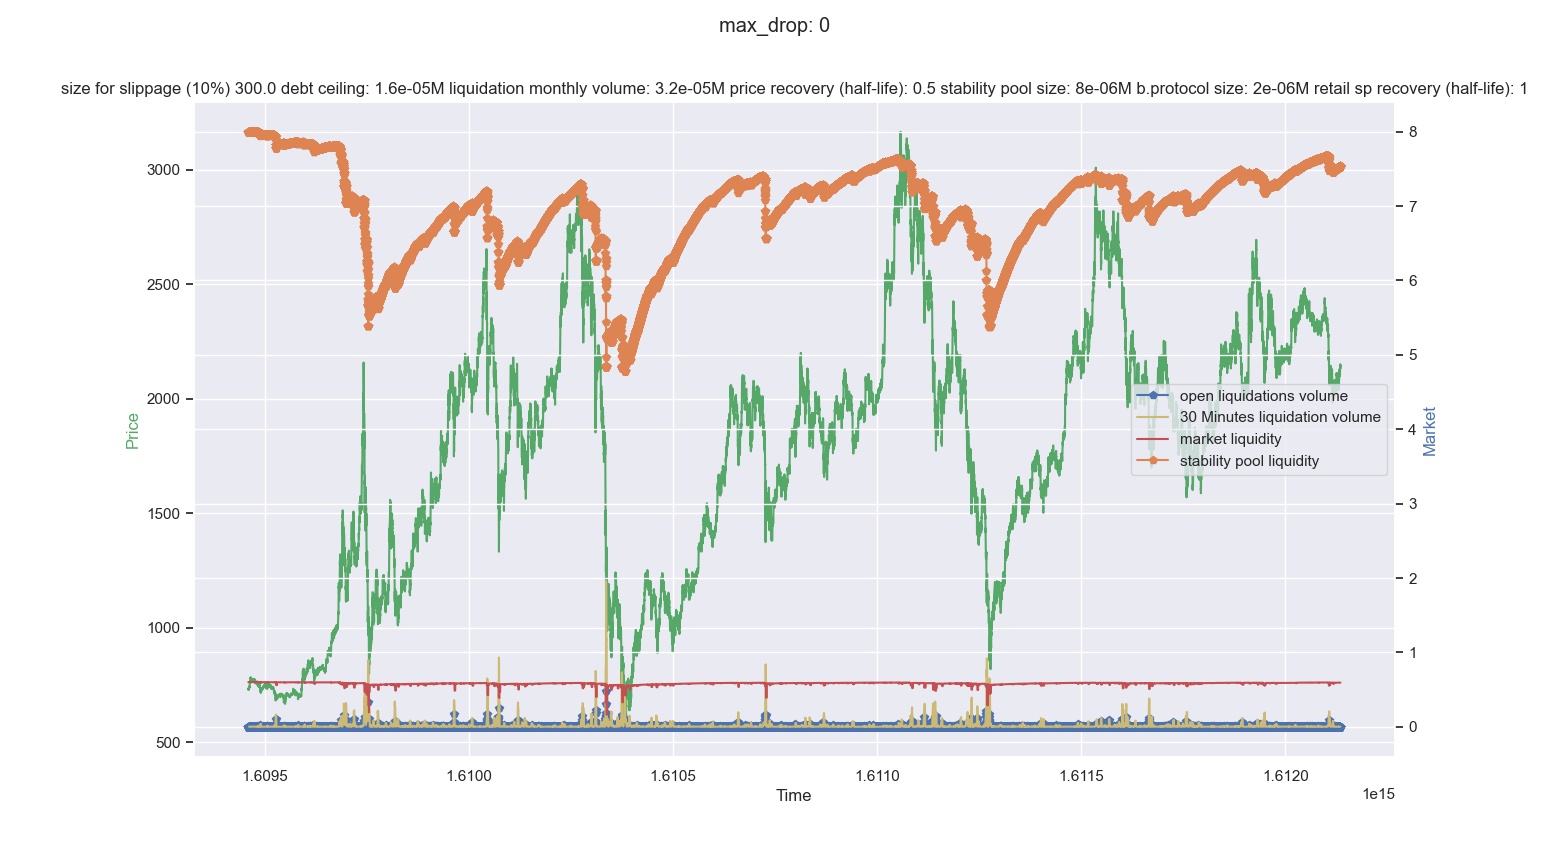 max_drop: 0
size for slippage (10%) 300.0 debt ceiling: 1.6e-05M liquidation monthly volume: 3.2e-05M price recovery (half-life): 0.5 stability pool size: 8e-06M b.protocol size: 2e-06M retail sp recovery (half-life): 1
3000
2500
2000
1500
1000
500
Price
8
7
6
5
4
3
2
1
0
Market
open liquidations volume
30 Minutes liquidation volume
market liquidity
stability pool liquidity
1.6095 1.6100 1.6105 1.6110 1.6115 1.6120
Time
1e15